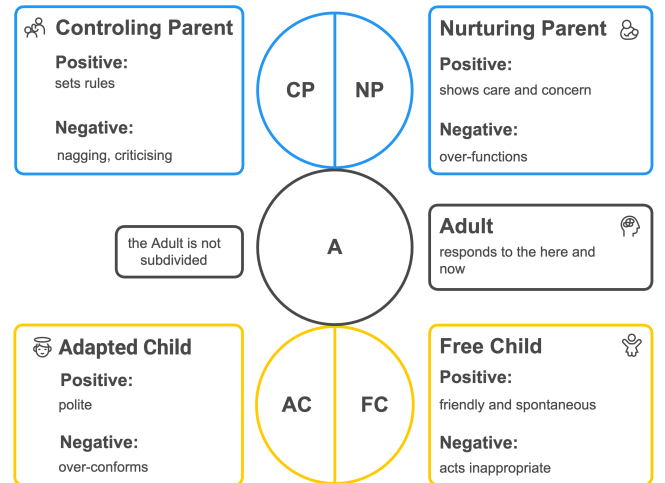 Controling Parent
Positive:
sets rules
Negative:
nagging, criticising
CP
NP
Nurturing Parent
Positive:
shows care and concern
Negative:
over-functions
the Adult is not
subdivided
A
Adult
responds to the here and
now
Adapted Child
Positive:
polite
Negative:
over-conforms
AC
FC
Free Child
Positive:
friendly and spontaneous
Negative:
acts inappropriate